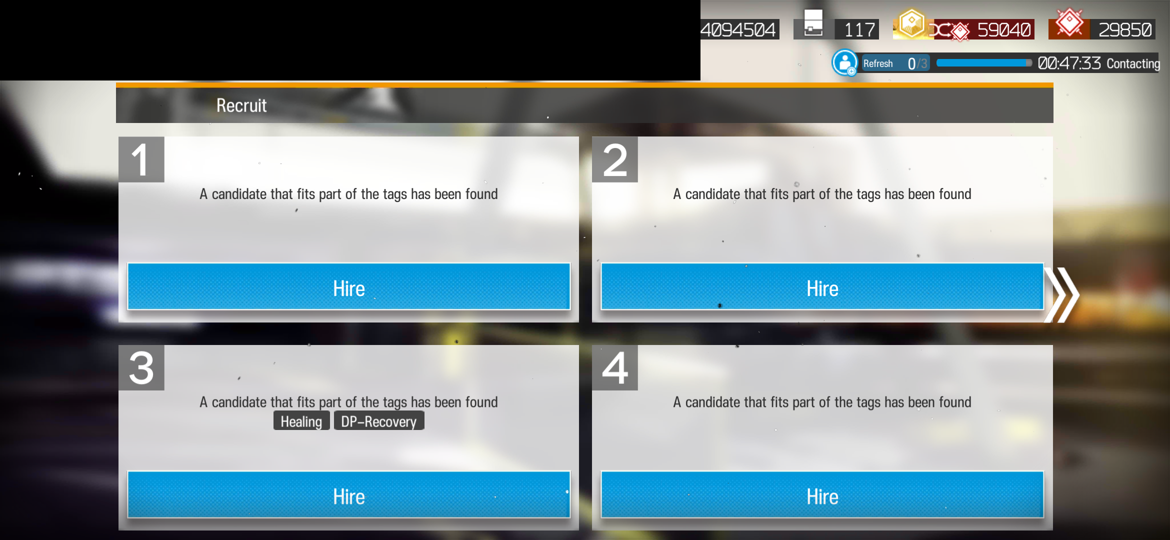 4094504 117 59040 29850
Refresh 0/3 00:47:33 Contacting
Recruit
1
A candidate that fits part of the tags has been found
Hire
2
A candidate that fits part of the tags has been found
Hire
3
A candidate that fits part of the tags has been found
Healing DP-Recovery
Hire
4
A candidate that fits part of the tags has been found
Hire